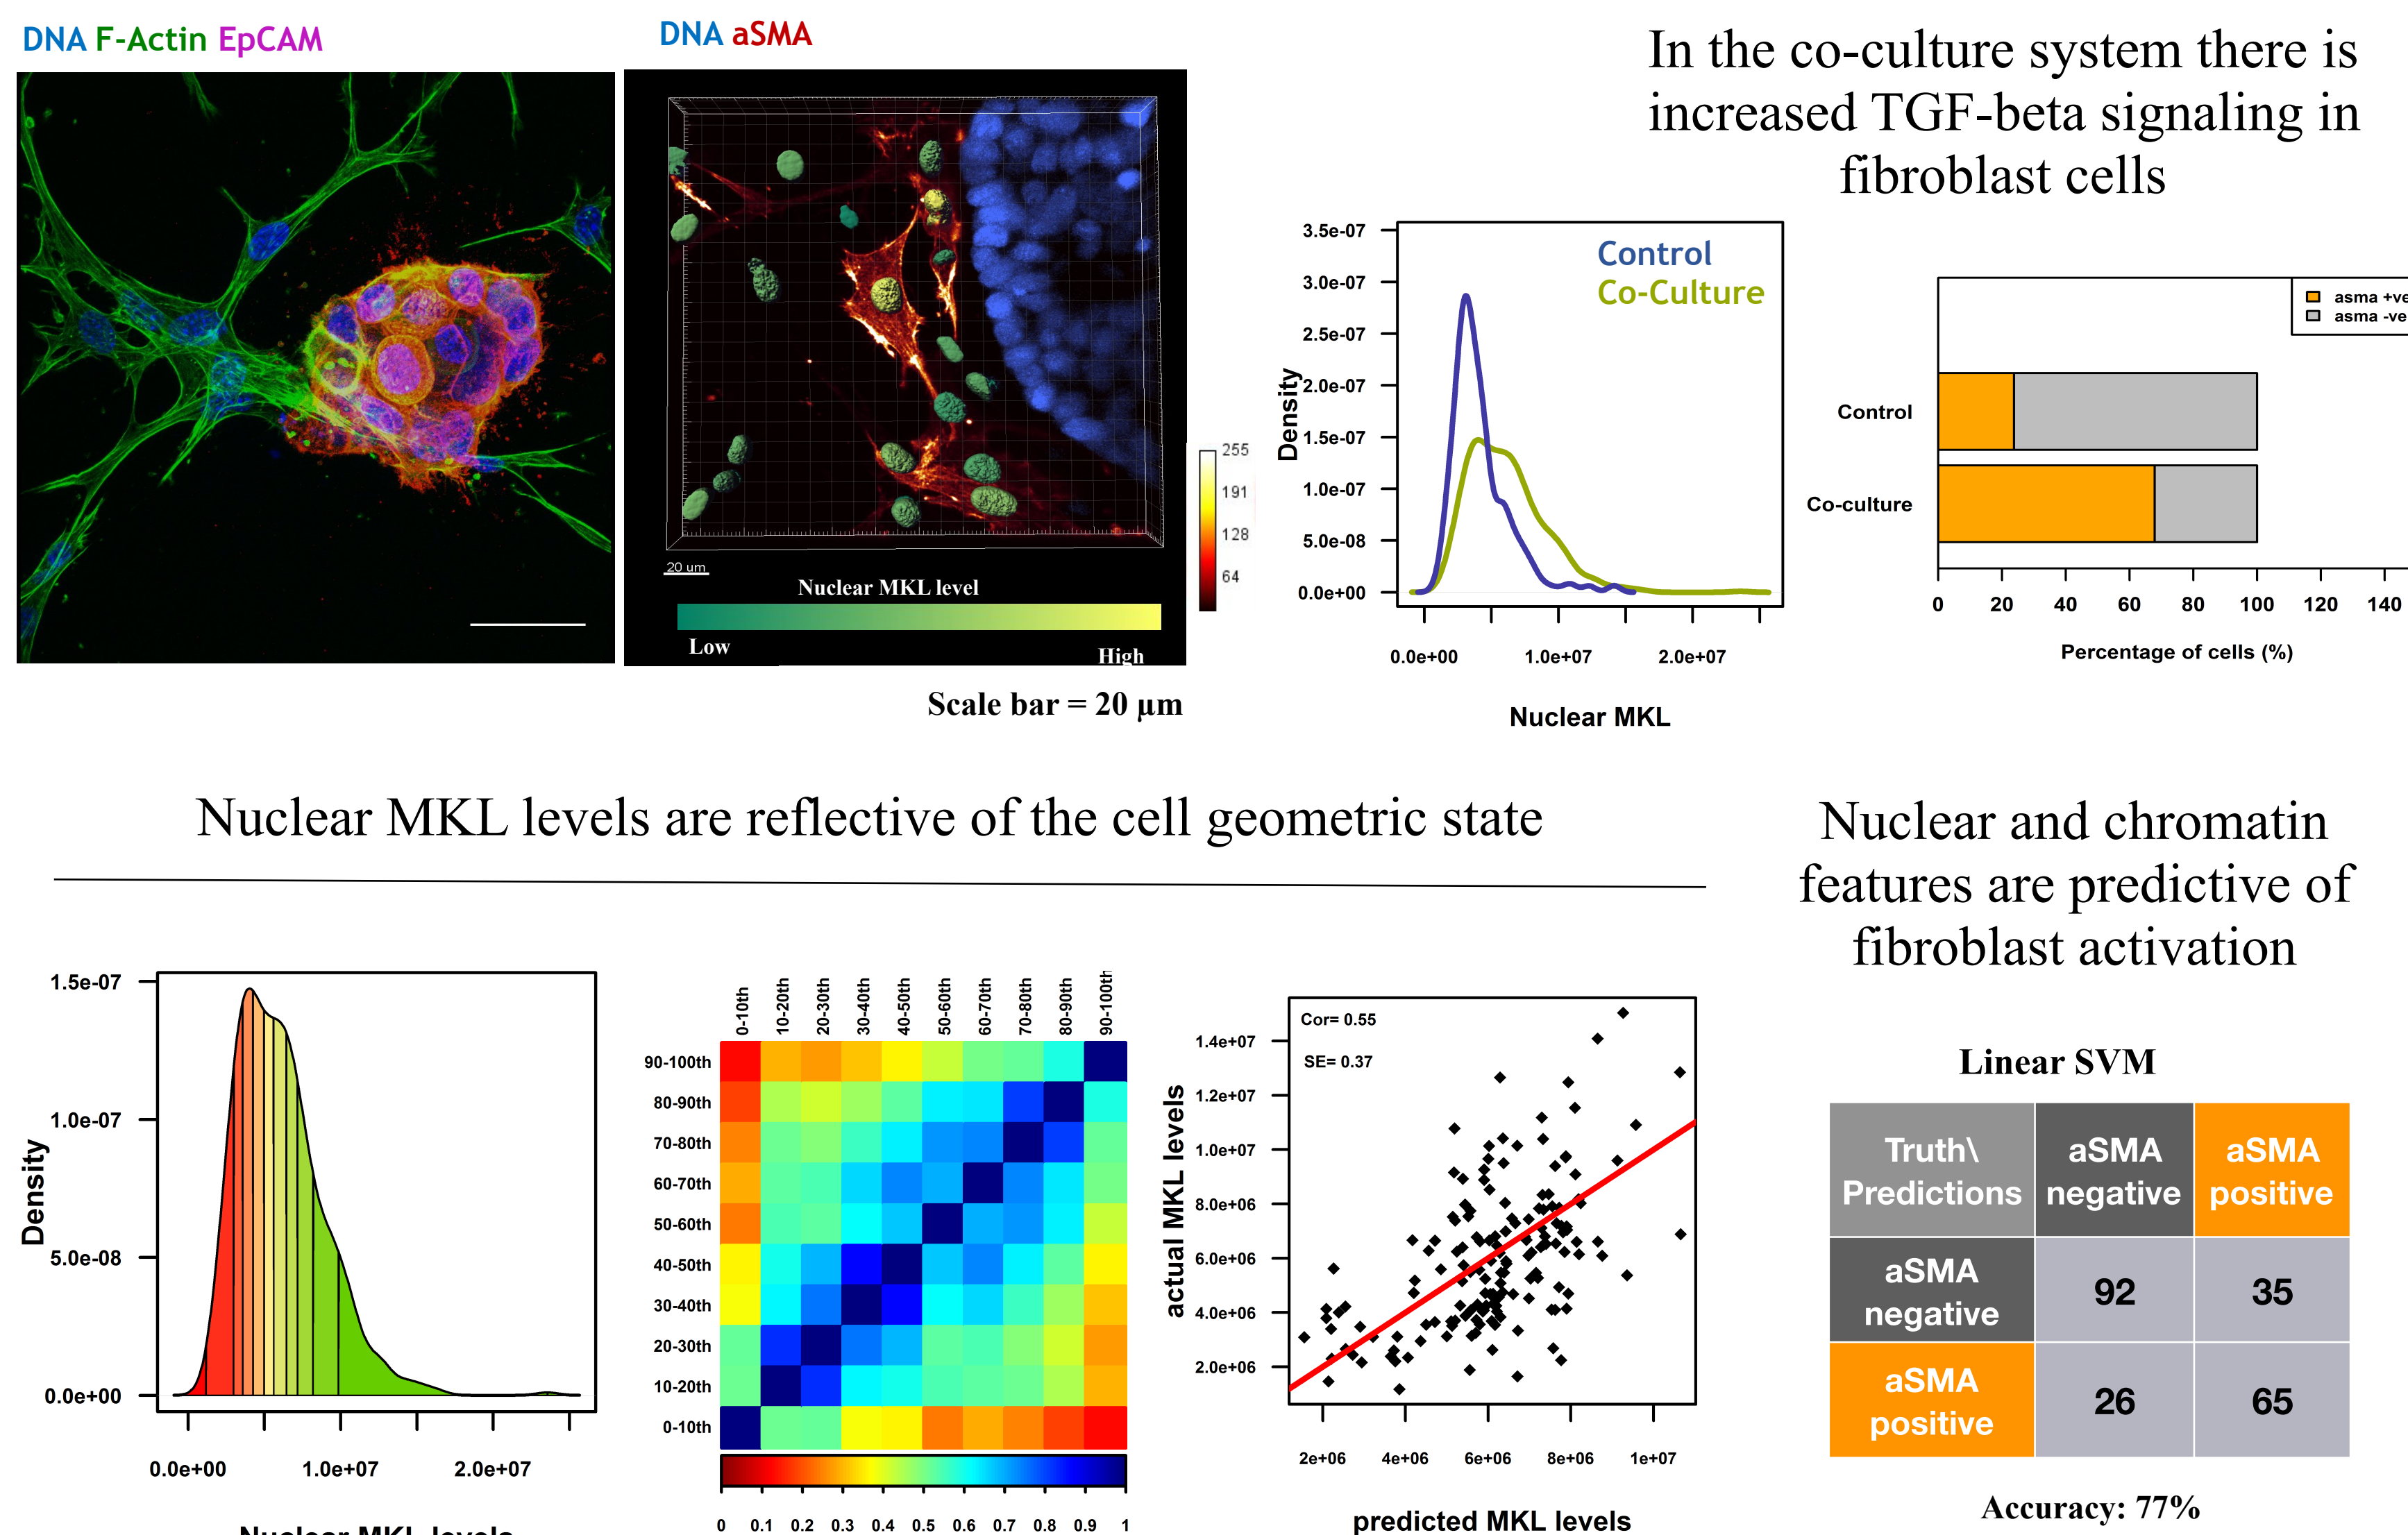 DNA F-Actin EpCAM
DNA aSMA
20 um
Nuclear MKL level
Low
High
255
191
128
64
Scale bar = 20 µm
In the co-culture system there is
increased TGF-beta signaling in
fibroblast cells
Control
Co-Culture
Density
3.5e-07
3.0e-07
2.5e-07
2.0e-07
1.5e-07
1.0e-07
5.0e-08
0.0e+00
0.0e+00 1.0e+07 2.0e+07
Nuclear MKL
asma +ve
asma -ve
Control
Co-culture
0 20 40 60 80 100 120 140
Percentage of cells (%)
Nuclear MKL levels are reflective of the cell geometric state
Density
1.5e-07
1.0e-07
5.0e-08
0.0e+00
0.0e+00 1.0e+07 2.0e+07
Nuclear MKL levels
0-10th 10-20th 20-30th 30-40th 40-50th 50-60th 60-70th 70-80th 80-90th 90-100th
90-100th
80-90th
70-80th
60-70th
50-60th
40-50th
30-40th
20-30th
10-20th
0-10th
0 0.1 0.2 0.3 0.4 0.5 0.6 0.7 0.8 0.9 1
Cor= 0.55
SE= 0.37
actual MKL levels
1.4e+07
1.2e+07
1.0e+07
8.0e+06
6.0e+06
4.0e+06
2.0e+06
2e+06 4e+06 6e+06 8e+06 1e+07
predicted MKL levels
Nuclear and chromatin
features are predictive of
fibroblast activation
Linear SVM
Truth\ Predictions aSMA negative aSMA positive
aSMA negative 92 35
aSMA positive 26 65
Accuracy: 77%